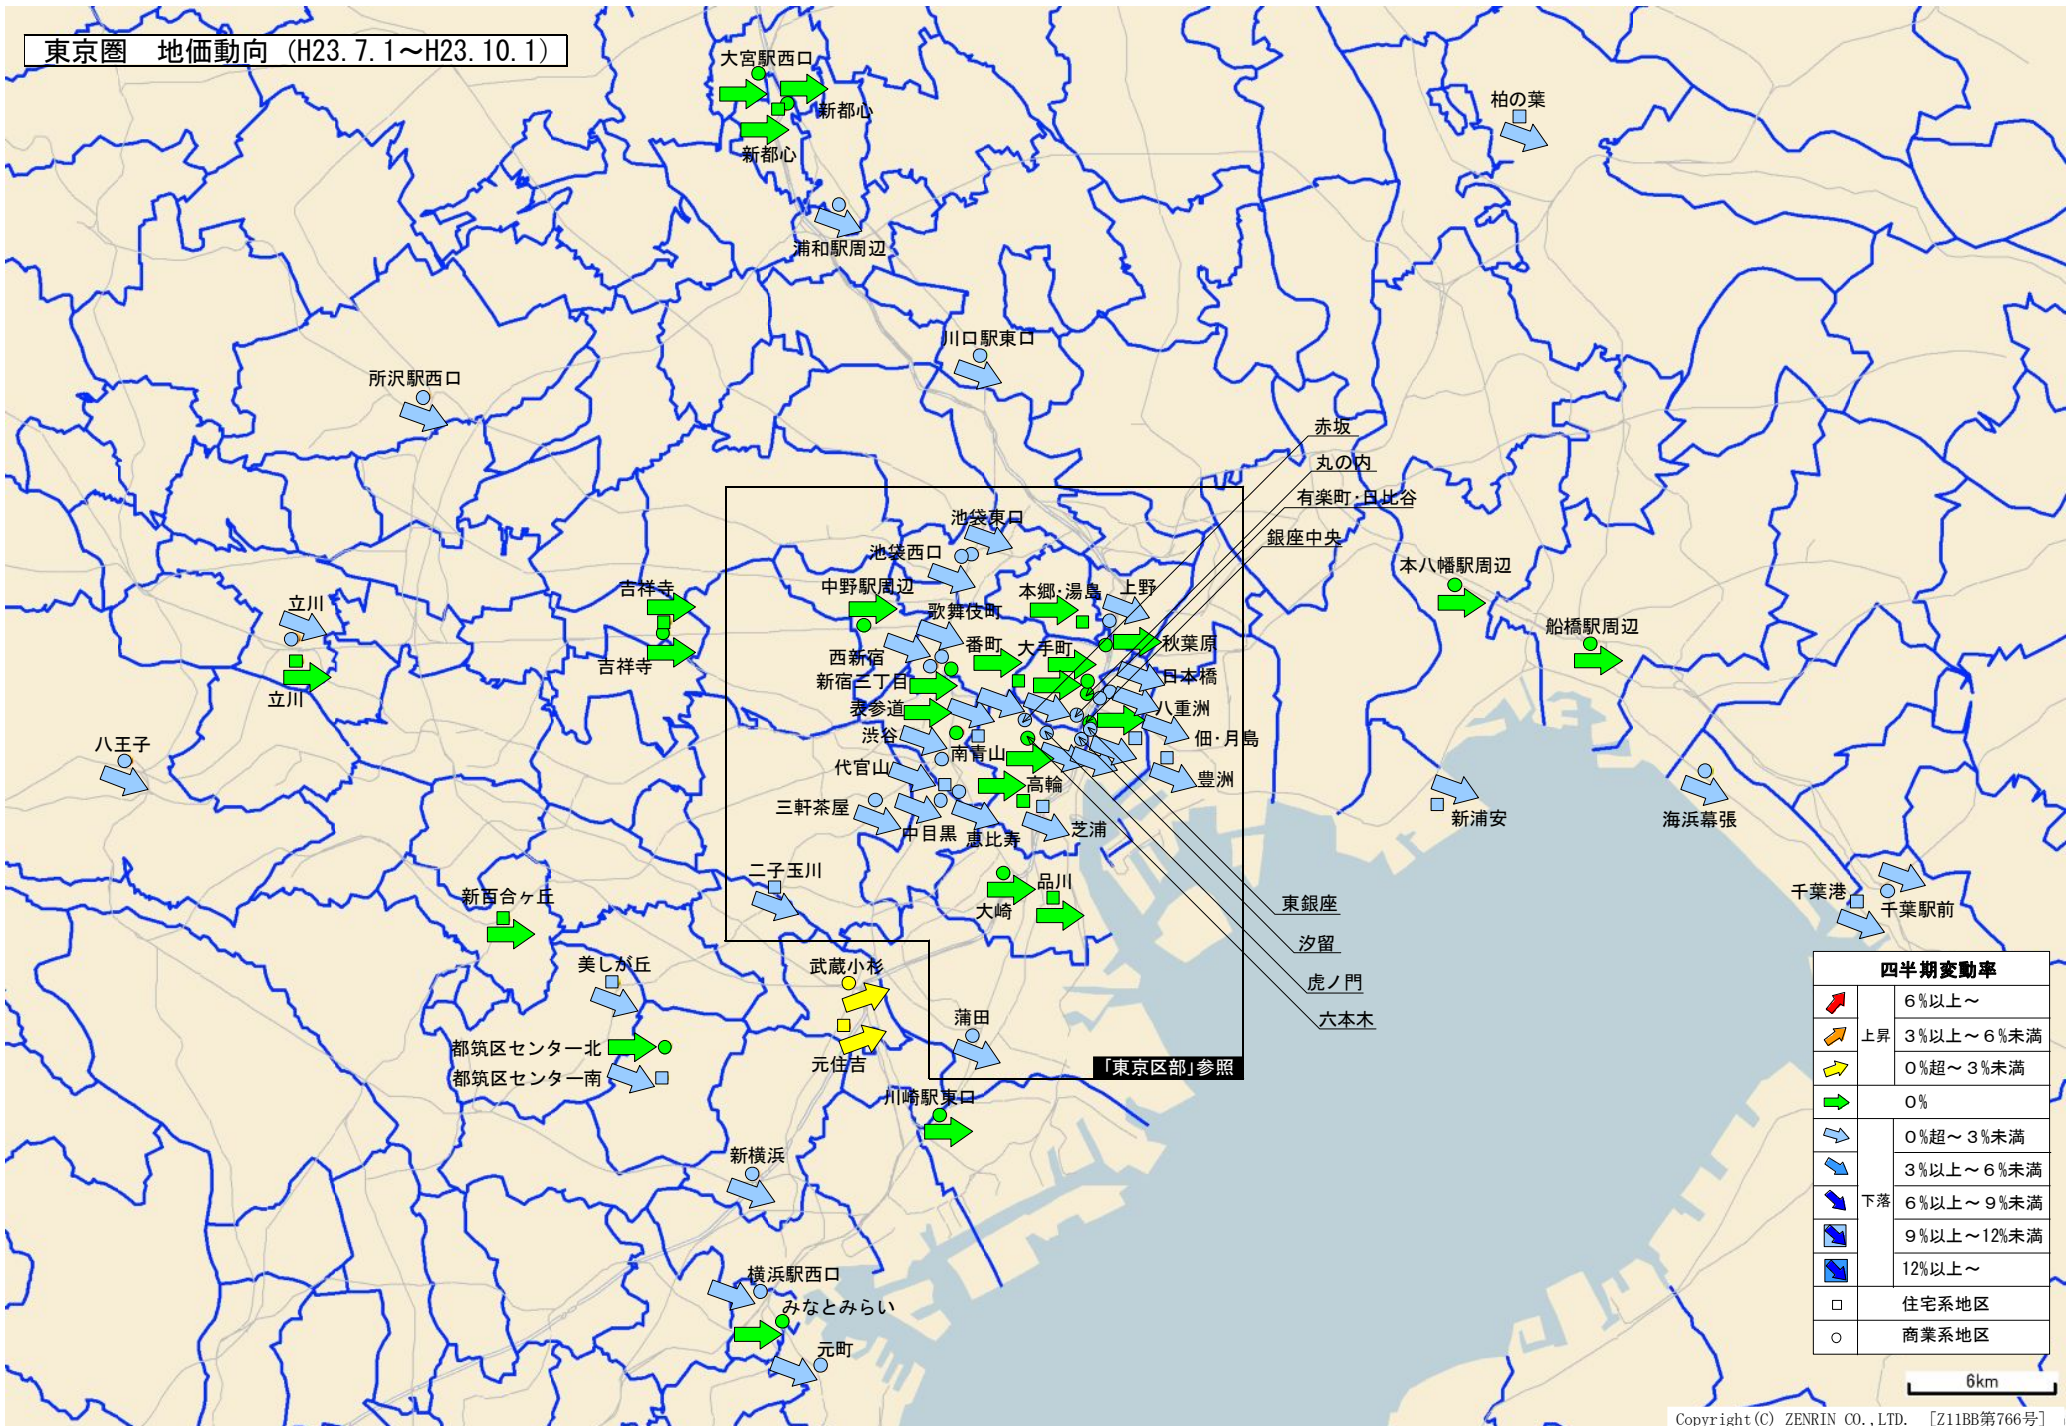 東京圏　地価動向 (H23.7.1～H23.10.1)
大宮駅西口
新都心
新都心
柏の葉
浦和駅周辺
川口駅東口
所沢駅西口
赤坂
丸の内
有楽町・日比谷
銀座中央
池袋東口
池袋西口
中野駅周辺
本郷・湯島
上野
本八幡駅周辺
吉祥寺
立川
歌舞伎町
番町
大手町
秋葉原
船橋駅周辺
西新宿
吉祥寺
日本橋
新宿三丁目
立川
表参道
八重洲
渋谷
佃・月島
八王子
南青山
代官山
高輪
豊洲
三軒茶屋
中目黒
恵比寿
芝浦
新浦安
海浜幕張
二子玉川
品川
千葉港
千葉駅前
新百合ヶ丘
大崎
東銀座
汐留
美しが丘
武蔵小杉
虎ノ門
蒲田
六本木
都筑区センター北
元住吉
「東京区部」参照
都筑区センター南
川崎駅東口
新横浜
横浜駅西口
みなとみらい
元町
四半期変動率
上昇
６%以上～
３%以上～６%未満
０%超～３%未満
０%
下落
０%超～３%未満
３%以上～６%未満
６%以上～９%未満
９%以上～12%未満
12%以上～
住宅系地区
商業系地区
6km
Copyright(C) ZENRIN CO.,LTD. [Z11BB第766号]